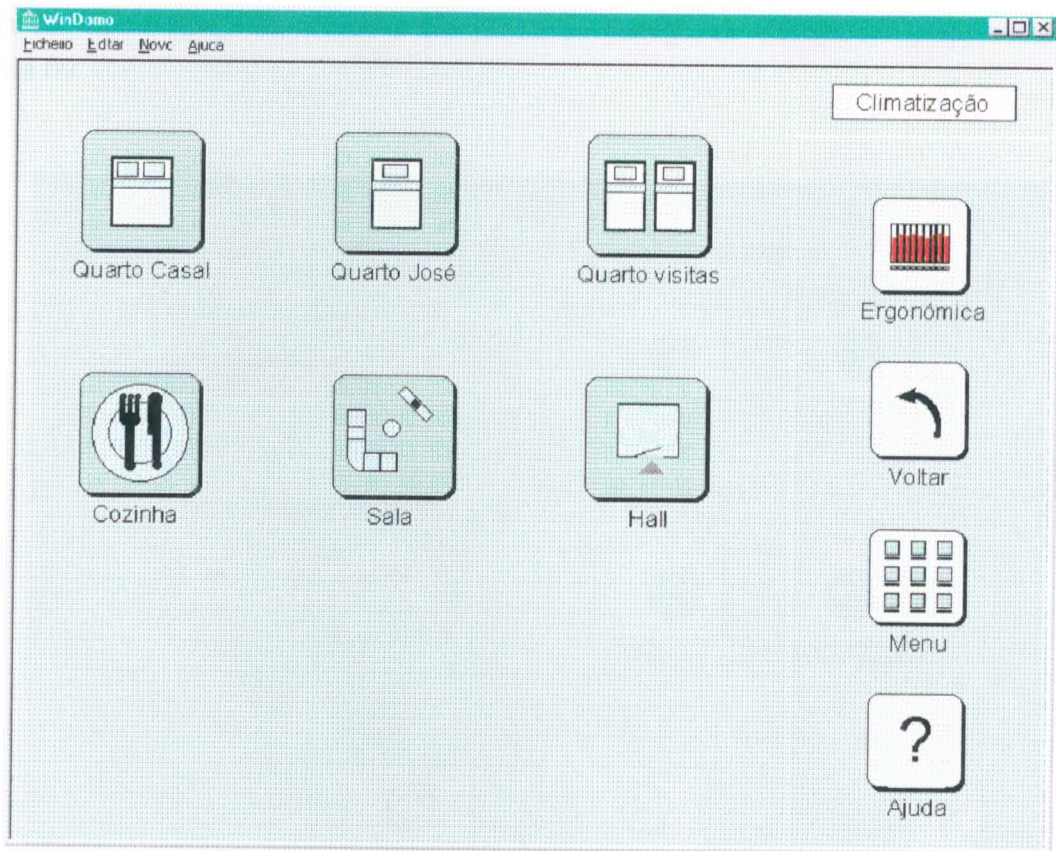 WinDomo
Ficheiro Editar Novo Ajuda
Climatização
Quarto Casal
Quarto José
Quarto visitas
Ergonómica
Cozinha
Sala
Hall
Voltar
Menu
?
Ajuda